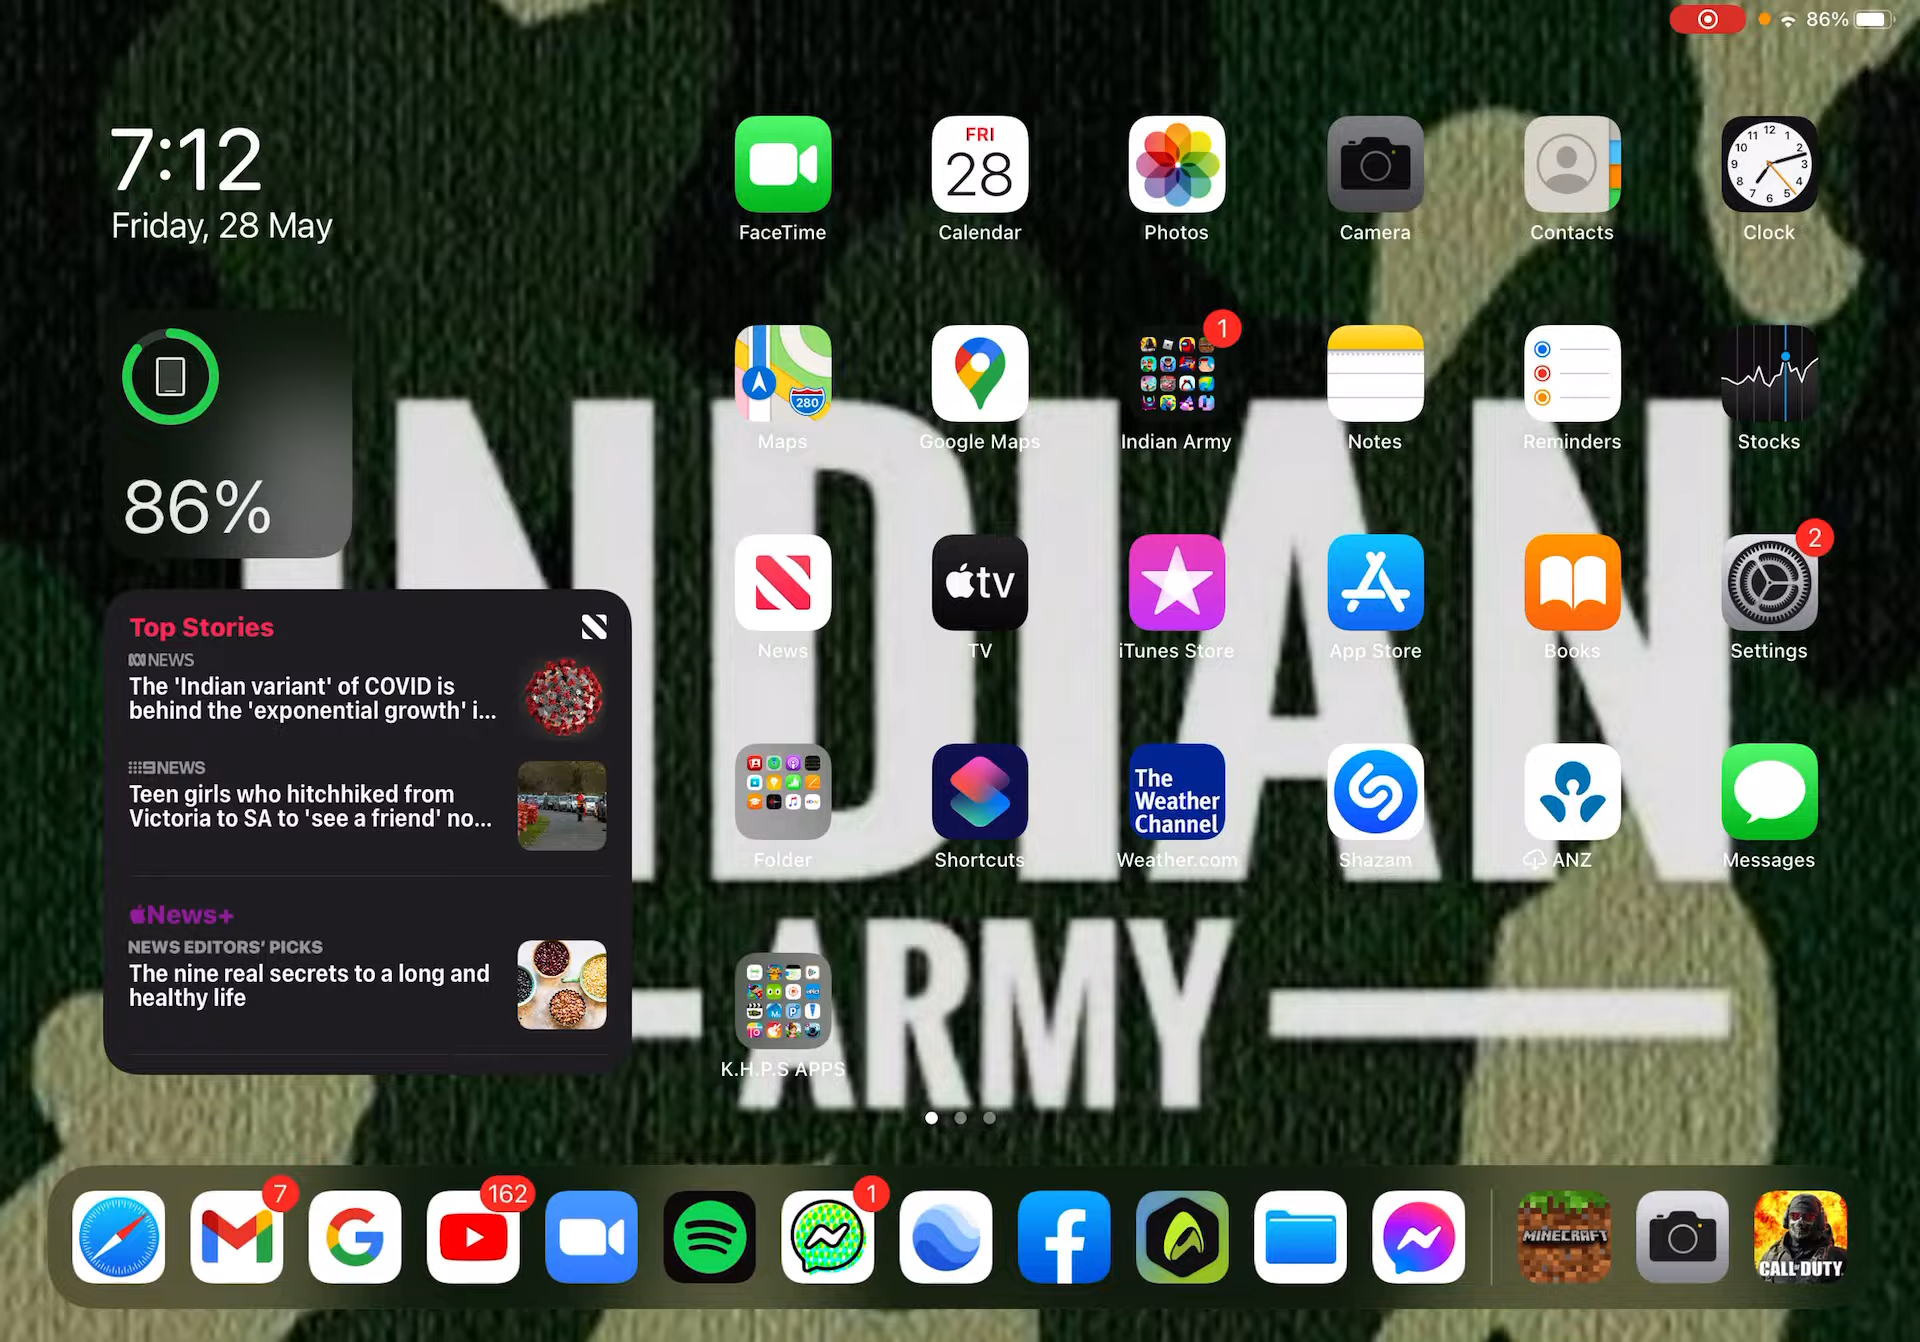 86%
7:12
Friday, 28 May
FaceTime
FRI
28
Calendar
Photos
Camera
Contacts
Clock
86%
280
Maps
Google Maps
1
Indian Army
Notes
Reminders
Stocks
INDIAN
ARMY
News
tv
TV
iTunes Store
App Store
Books
2
Settings
Top Stories
NEWS
The 'Indian variant' of COVID is
behind the 'exponential growth' i...
9NEWS
Teen girls who hitchhiked from
Victoria to SA to 'see a friend' no...
News+
NEWS EDITORS' PICKS
The nine real secrets to a long and
healthy life
Folder
Shortcuts
The
Weather
Channel
Weather.com
Shazam
ANZ
Messages
K.H.P.S APPS
7
162
1
MINECRAFT
CALL OF DUTY